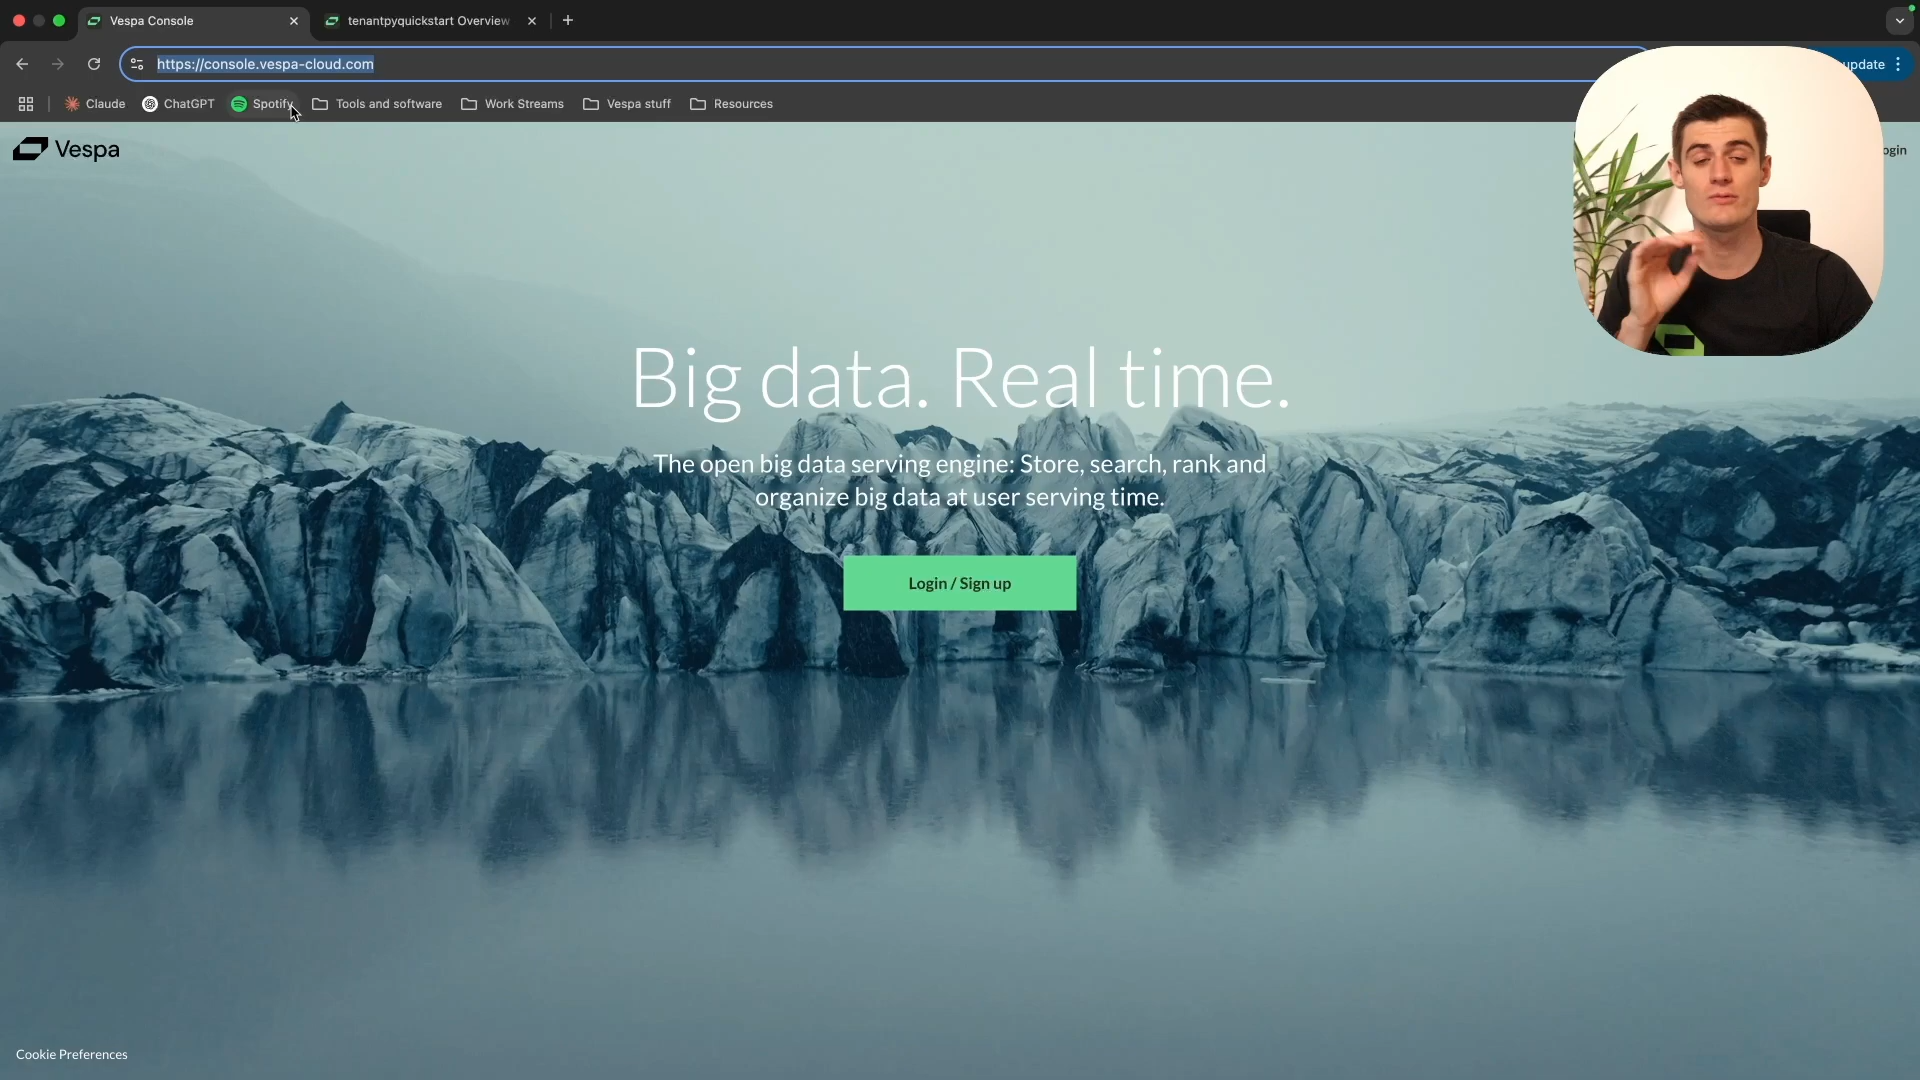 Vespa Console
tenantpyquickstart Overview
https://console.vespa-cloud.com
update
Claude
ChatGPT
Spotify
Tools and software
Work Streams
Vespa stuff
Resources
Vespa
ogin
Big data. Real time.
The open big data serving engine: Store, search, rank and
organize big data at user serving time.
Login / Sign up
Cookie Preferences